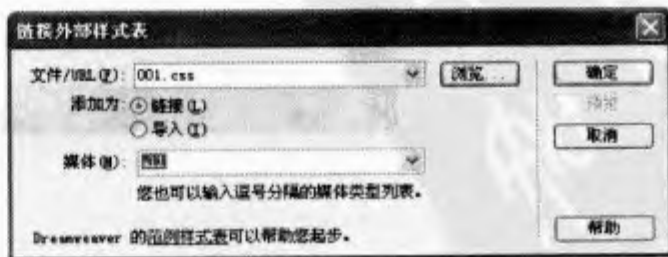 链接外部样式表
文件/URL(F): 001.css 浏览... 确定
添加为: 链接(L) 预览
导入(I) 取消
媒体(M):
您也可以输入逗号分隔的媒体类型列表。
Dreamweaver 的范例样式表可以帮助您起步。 帮助